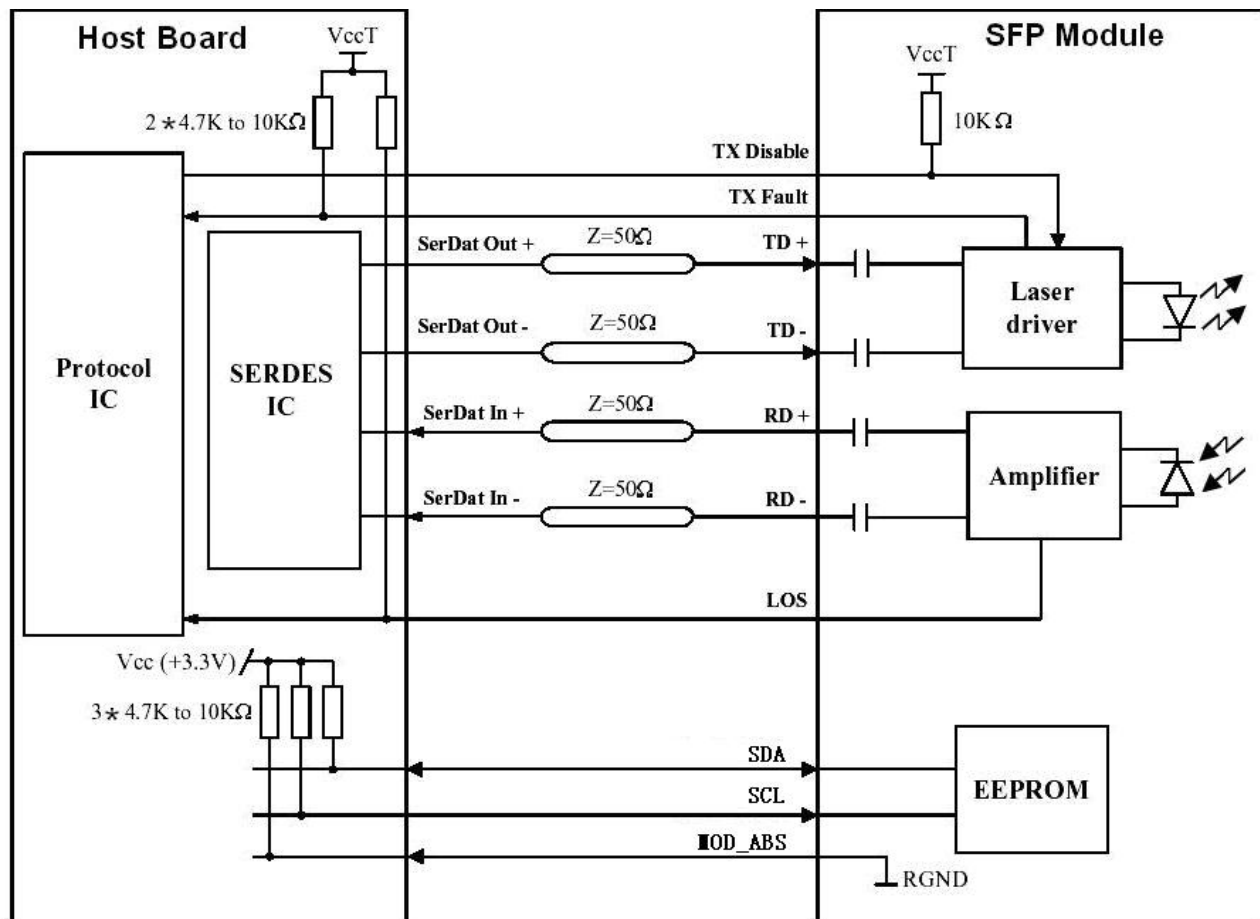 Host Board
SFP Module
VccT
VccT
2*4.7K to 10KΩ
10KΩ
TX Disable
TX Fault
SerDat Out +
Z=50Ω
TD +
SerDat Out -
Z=50Ω
TD -
Laser
driver
Protocol
IC
SERDES
IC
SerDat In +
Z=50Ω
RD +
SerDat In -
Z=50Ω
RD -
Amplifier
LOS
Vcc (+3.3V)
3*4.7K to 10KΩ
SDA
SCL
EEPROM
MOD_ABS
RGND